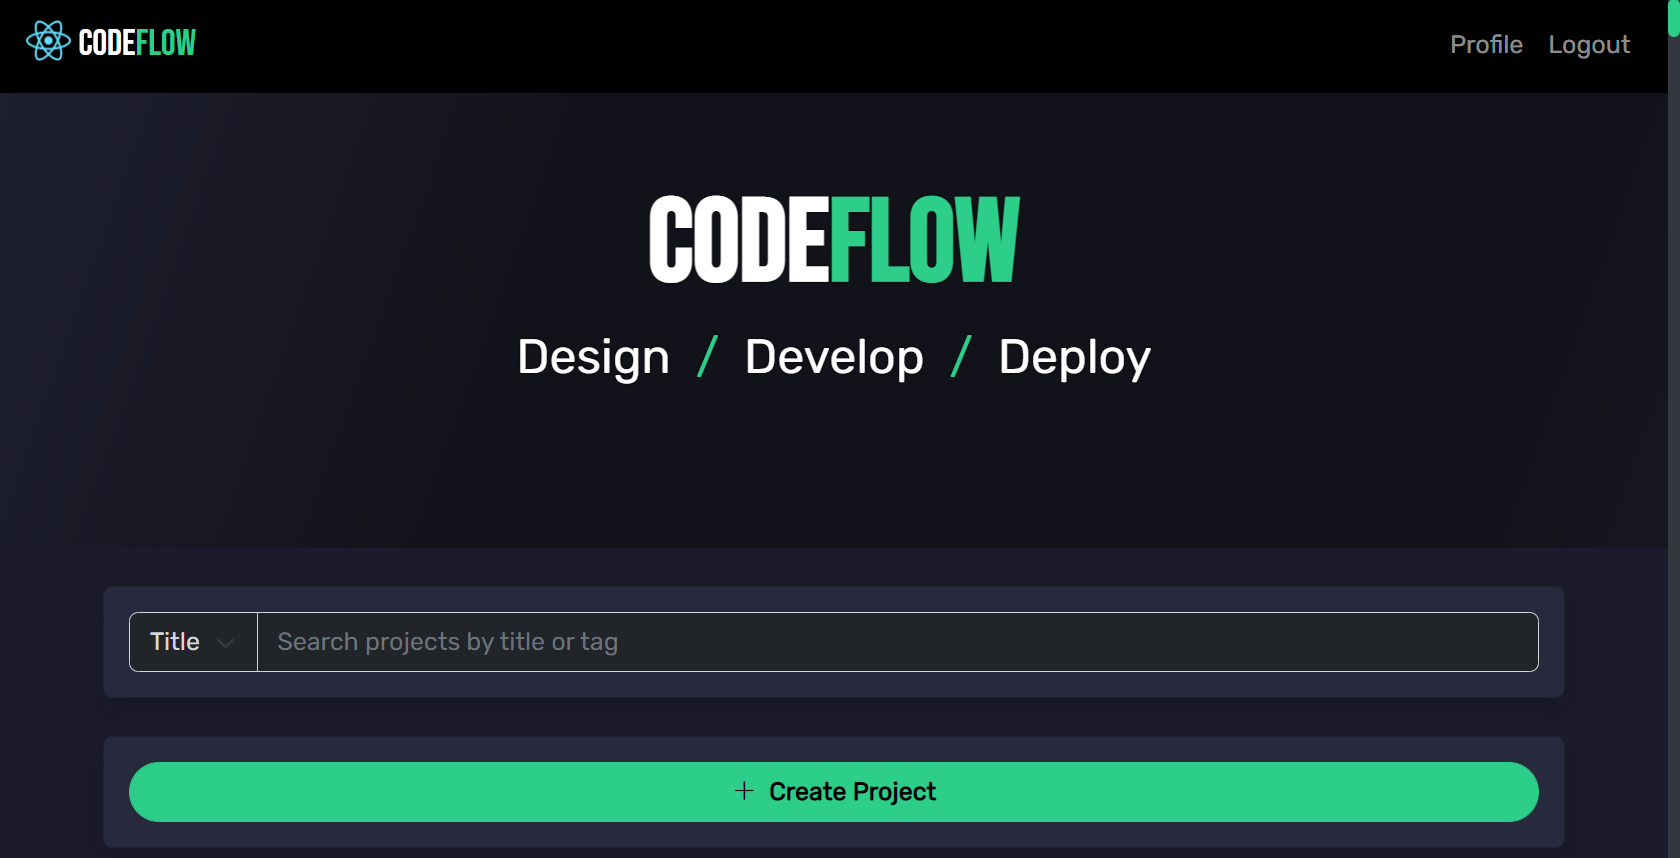 CODEFLOW
Profile Logout
CODEFLOW
Design / Develop / Deploy
Title Search projects by title or tag
+ Create Project